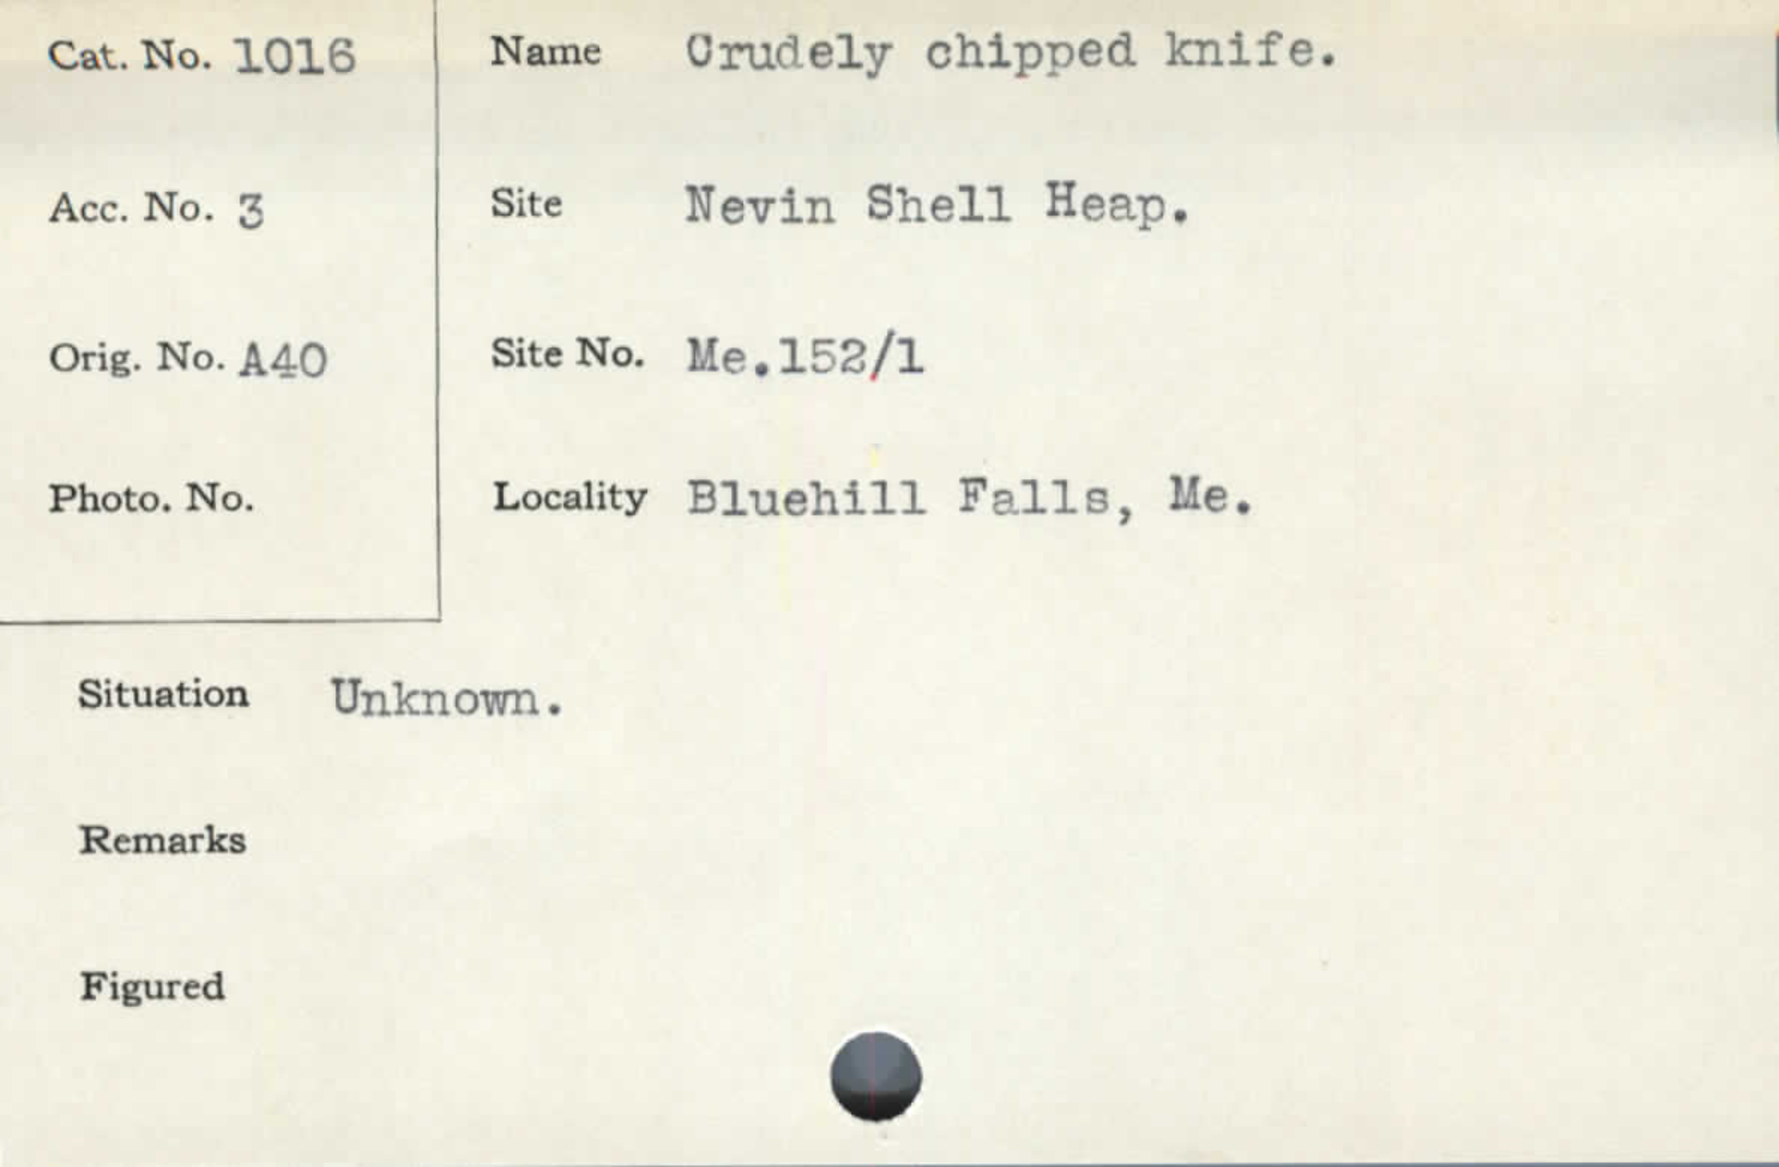 Cat. No. 1016
Name Crudely chipped knife.
Acc. No. 3
Site Nevin Shell Heap.
Orig. No. A40
Site No. Me.152/1
Photo. No.
Locality Bluehill Falls, Me.
Situation Unknown.
Remarks
Figured